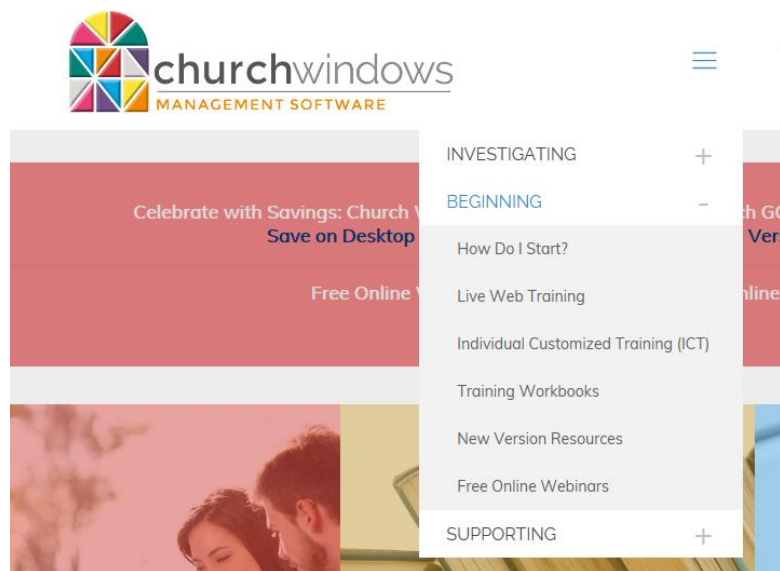 churchwindows
MANAGEMENT SOFTWARE
INVESTIGATING +
BEGINNING -
Celebrate with Savings: Church
Save on Desktop
Ver
Free Online
How Do I Start?
Live Web Training
Individual Customized Training (ICT)
Training Workbooks
New Version Resources
Free Online Webinars
SUPPORTING +